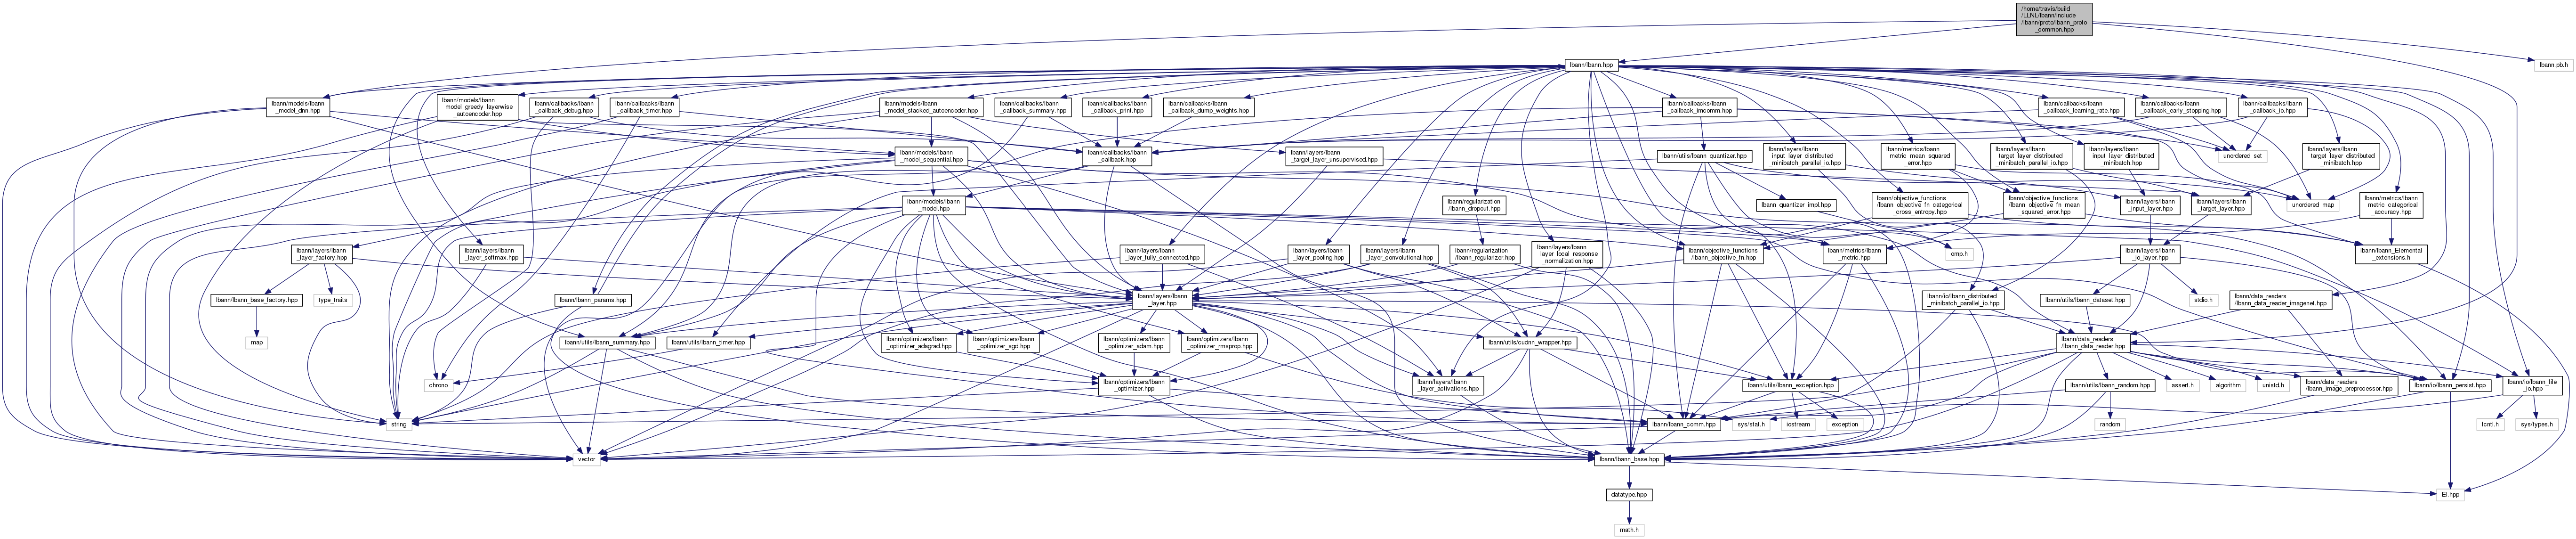 /home/travis/build
/LLNL/lbann/include
/lbann/proto/lbann_proto
_common.hpp
lbann/lbann.hpp
lbann.pb.h
lbann/models/lbann
_model_dnn.hpp
lbann/models/lbann
_model_greedy_layerwise
_autoencoder.hpp
lbann/callbacks/lbann
_callback_debug.hpp
lbann/callbacks/lbann
_callback_timer.hpp
lbann/models/lbann
_model_stacked_autoencoder.hpp
lbann/callbacks/lbann
_callback_summary.hpp
lbann/callbacks/lbann
_callback_print.hpp
lbann/callbacks/lbann
_callback_dump_weights.hpp
lbann/callbacks/lbann
_callback_imcomm.hpp
lbann/callbacks/lbann
_callback_learning_rate.hpp
lbann/callbacks/lbann
_callback_early_stopping.hpp
lbann/callbacks/lbann
_callback_io.hpp
lbann/models/lbann
_model_sequential.hpp
lbann/callbacks/lbann
_callback.hpp
lbann/layers/lbann
_target_layer_unsupervised.hpp
lbann/utils/lbann_quantizer.hpp
lbann/layers/lbann
_input_layer_distributed
_minibatch_parallel_io.hpp
lbann/metrics/lbann
_metric_mean_squared
_error.hpp
lbann/layers/lbann
_target_layer_distributed
_minibatch_parallel_io.hpp
lbann/layers/lbann
_input_layer_distributed
_minibatch.hpp
unordered_set
lbann/layers/lbann
_target_layer_distributed
_minibatch.hpp
lbann/models/lbann
_model.hpp
lbann/regularization
/lbann_dropout.hpp
lbann_quantizer_impl.hpp
lbann/objective_functions
/lbann_objective_fn_categorical
_cross_entropy.hpp
lbann/objective_functions
/lbann_objective_fn_mean
_squared_error.hpp
lbann/layers/lbann
_input_layer.hpp
lbann/layers/lbann
_target_layer.hpp
unordered_map
lbann/metrics/lbann
_metric_categorical
_accuracy.hpp
lbann/layers/lbann
_layer_factory.hpp
lbann/layers/lbann
_layer_softmax.hpp
lbann/layers/lbann
_layer_fully_connected.hpp
lbann/layers/lbann
_layer_pooling.hpp
lbann/layers/lbann
_layer_convolutional.hpp
lbann/regularization
/lbann_regularizer.hpp
lbann/layers/lbann
_layer_local_response
_normalization.hpp
lbann/objective_functions
/lbann_objective_fn.hpp
lbann/metrics/lbann
_metric.hpp
omp.h
lbann/layers/lbann
_io_layer.hpp
lbann/lbann_Elemental
_extensions.h
lbann/lbann_base_factory.hpp
type_traits
lbann/lbann_params.hpp
lbann/layers/lbann
_layer.hpp
lbann/io/lbann_distributed
_minibatch_parallel_io.hpp
lbann/utils/lbann_dataset.hpp
stdio.h
lbann/data_readers
/lbann_data_reader_imagenet.hpp
map
lbann/utils/lbann_summary.hpp
lbann/utils/lbann_timer.hpp
lbann/optimizers/lbann
_optimizer_adagrad.hpp
lbann/optimizers/lbann
_optimizer_sgd.hpp
lbann/optimizers/lbann
_optimizer_adam.hpp
lbann/optimizers/lbann
_optimizer_rmsprop.hpp
lbann/utils/cudnn_wrapper.hpp
lbann/data_readers
/lbann_data_reader.hpp
chrono
lbann/optimizers/lbann
_optimizer.hpp
lbann/layers/lbann
_layer_activations.hpp
lbann/utils/lbann_exception.hpp
lbann/utils/lbann_random.hpp
assert.h
algorithm
unistd.h
lbann/data_readers
/lbann_image_preprocessor.hpp
lbann/io/lbann_persist.hpp
lbann/io/lbann_file
_io.hpp
string
lbann/lbann_comm.hpp
sys/stat.h
iostream
exception
random
fcntl.h
sys/types.h
vector
lbann/lbann_base.hpp
datatype.hpp
El.hpp
math.h